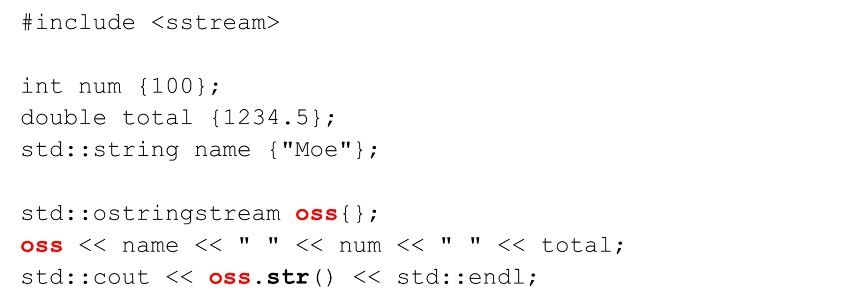 #include <sstream>
int num {100};
double total {1234.5};
std::string name {"Moe"};
std::ostringstream oss{};
oss << name << " " << num << " " << total;
std::cout << oss.str() << std::endl;